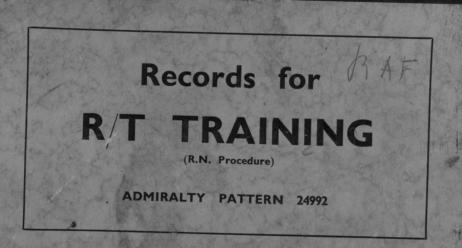 Records for RAF
R/T TRAINING
(R.N. Procedure)
ADMIRALTY PATTERN 24992